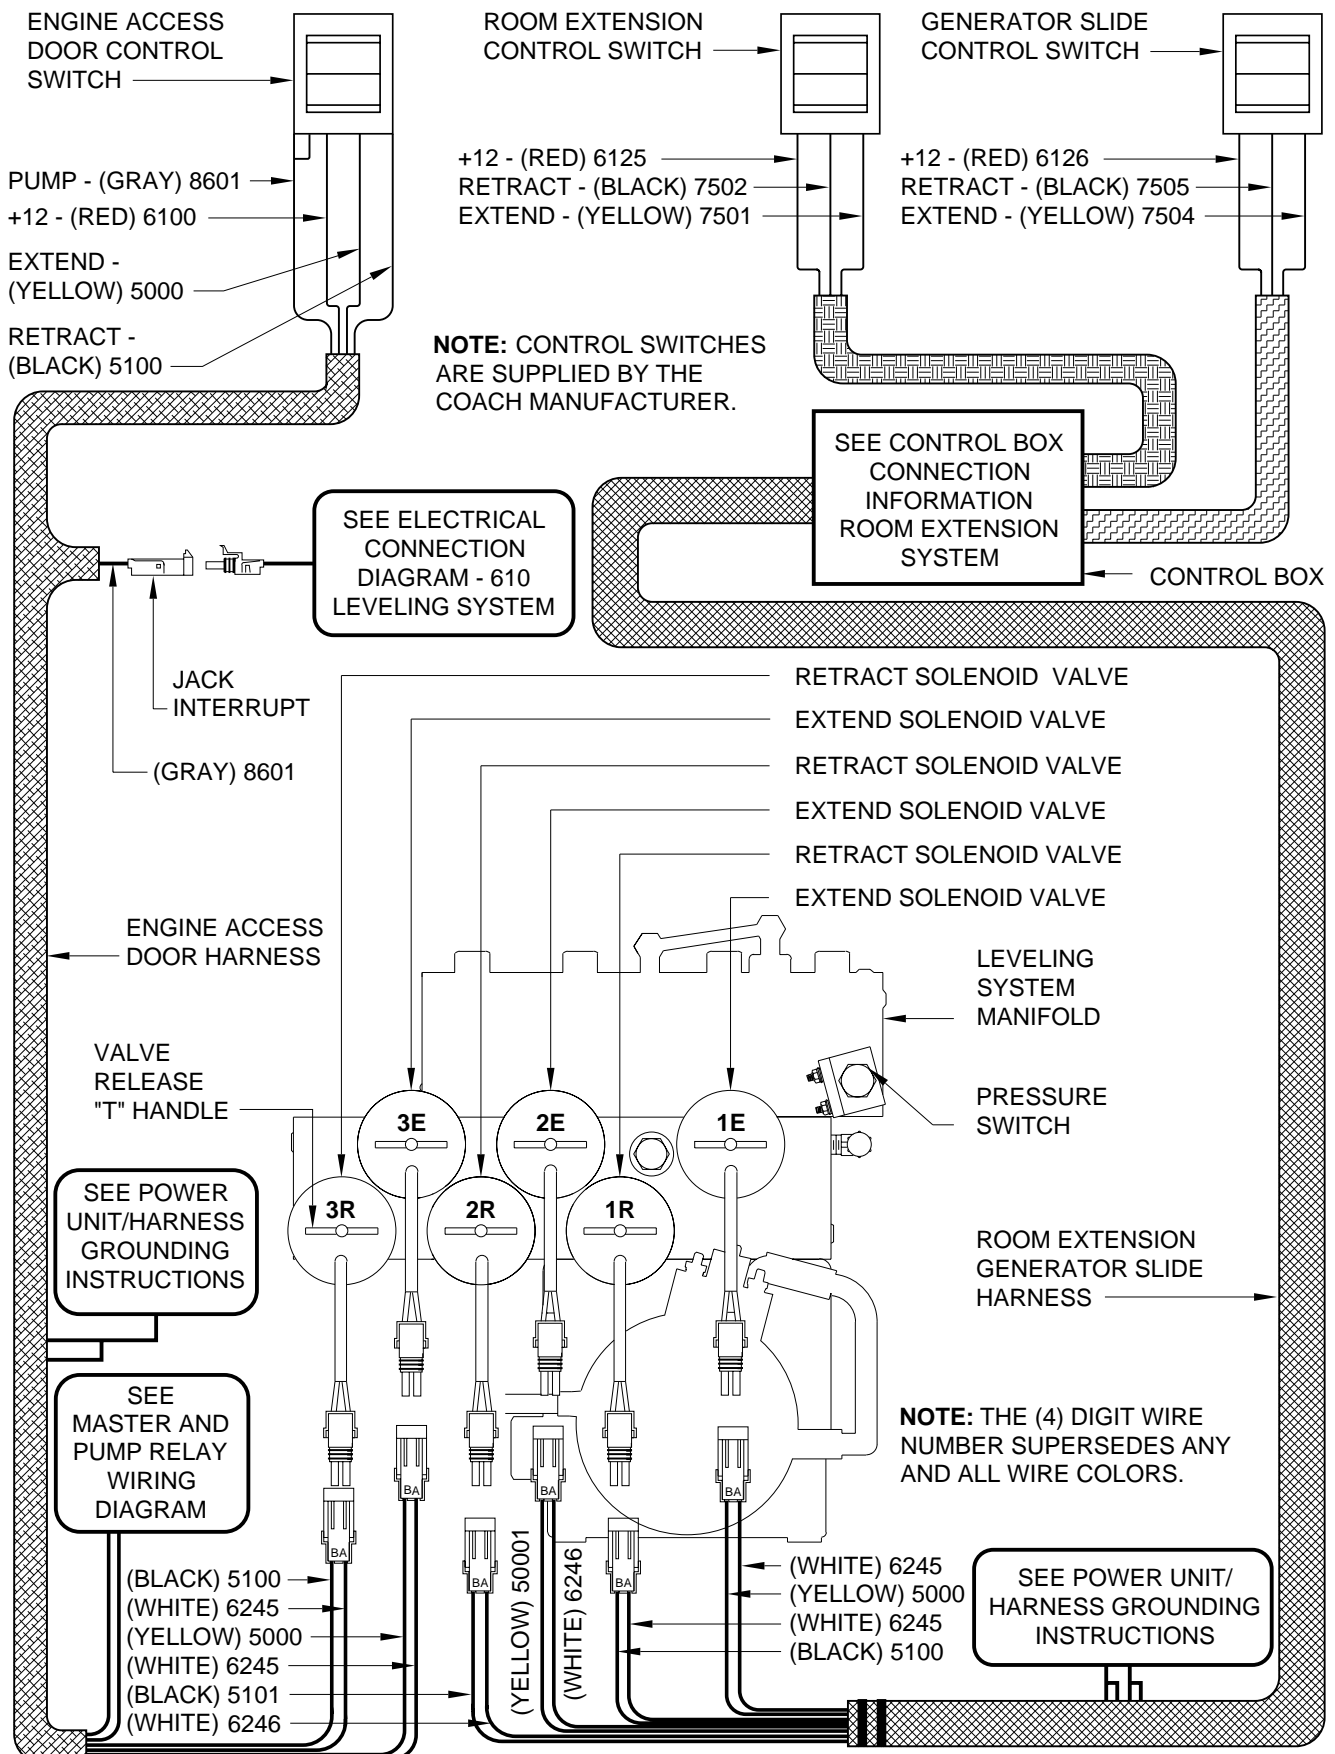 ENGINE ACCESS
DOOR CONTROL
SWITCH
ROOM EXTENSION
CONTROL SWITCH
GENERATOR SLIDE
CONTROL SWITCH
PUMP - (GRAY) 8601
+12 - (RED) 6100
EXTEND -
(YELLOW) 5000
RETRACT -
(BLACK) 5100
+12 - (RED) 6125
RETRACT - (BLACK) 7502
EXTEND - (YELLOW) 7501
+12 - (RED) 6126
RETRACT - (BLACK) 7505
EXTEND - (YELLOW) 7504
NOTE: CONTROL SWITCHES
ARE SUPPLIED BY THE
COACH MANUFACTURER.
SEE CONTROL BOX
CONNECTION
INFORMATION
ROOM EXTENSION
SYSTEM
CONTROL BOX
SEE ELECTRICAL
CONNECTION
DIAGRAM - 610
LEVELING SYSTEM
JACK
INTERRUPT
(GRAY) 8601
RETRACT SOLENOID VALVE
EXTEND SOLENOID VALVE
RETRACT SOLENOID VALVE
EXTEND SOLENOID VALVE
RETRACT SOLENOID VALVE
EXTEND SOLENOID VALVE
ENGINE ACCESS
DOOR HARNESS
LEVELING
SYSTEM
MANIFOLD
VALVE
RELEASE
"T" HANDLE
PRESSURE
SWITCH
3E
2E
1E
3R
2R
1R
SEE POWER
UNIT/HARNESS
GROUNDING
INSTRUCTIONS
ROOM EXTENSION
GENERATOR SLIDE
HARNESS
SEE
MASTER AND
PUMP RELAY
WIRING
DIAGRAM
NOTE: THE (4) DIGIT WIRE
NUMBER SUPERSEDES ANY
AND ALL WIRE COLORS.
BA
BA
BA
BA
BA
BA
(BLACK) 5100
(WHITE) 6245
(YELLOW) 5000
(WHITE) 6245
(BLACK) 5101
(WHITE) 6246
(YELLOW) 50001
(WHITE) 6246
(WHITE) 6245
(YELLOW) 5000
(WHITE) 6245
(BLACK) 5100
SEE POWER UNIT/
HARNESS GROUNDING
INSTRUCTIONS